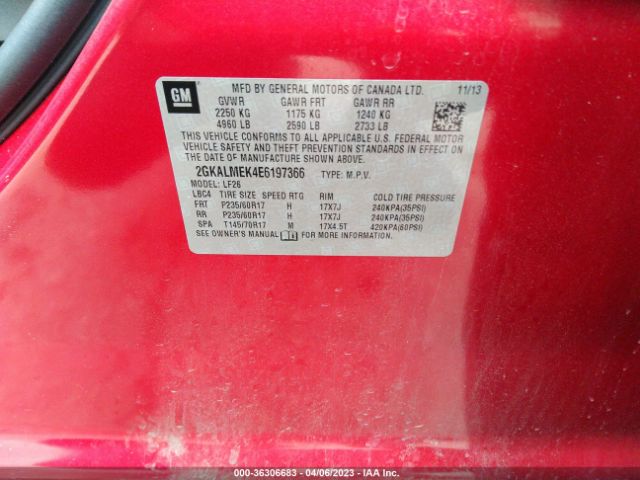 GM
MFD BY GENERAL MOTORS OF CANADA LTD. 11/13
GVWR GAWR FRT GAWR RR
2250 KG 1175 KG 1240 KG
4960 LB 2590 LB 2733 LB
THIS VEHICLE CONFORMS TO ALL APPLICABLE U.S. FEDERAL MOTOR
VEHICLE SAFETY AND THEFT PREVENTION STANDARDS IN EFFECT ON
THE DATE OF MANUFACTURE SHOWN ABOVE.
2GKALMEK4E6197366 TYPE: M.P.V.
MODEL: LF26
LBC4 TIRE SIZE SPEED RTG RIM COLD TIRE PRESSURE
FRT P235/60R17 H 17X7J 240KPA(35PSI)
RR P235/60R17 H 17X7J 240KPA(35PSI)
SPA T145/70R17 M 17X4.5T 420KPA(60PSI)
SEE OWNER'S MANUAL FOR MORE INFORMATION.
000-36306683 - 04/06/2023 - IAA Inc.